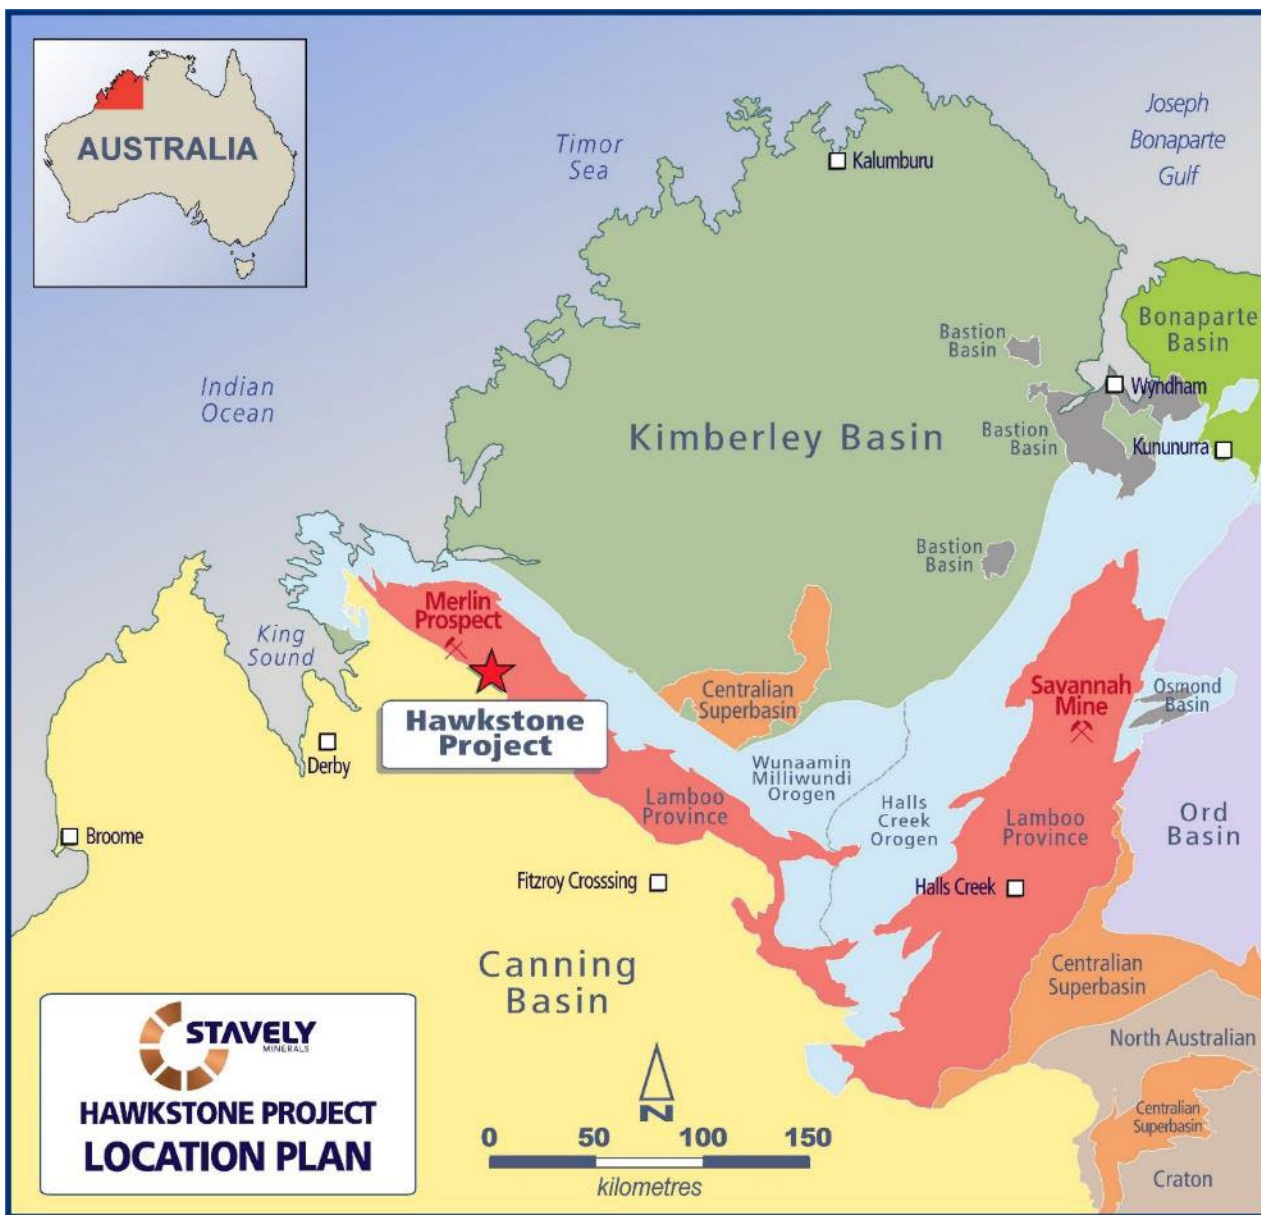 AUSTRALIA
Timor
Sea
Joseph
Bonaparte
Gulf
Kalumburu
Indian
Ocean
Bastion
Basin
Bonaparte
Basin
Wyndham
Kimberley Basin
Bastion
Basin
Kununurra
Bastion
Basin
Merlin
Prospect
King
Sound
Centralian
Superbasin
Savannah
Mine
Osmond
Basin
Hawkstone
Project
Derby
Wunaamin
Milliwundi
Orogen
Halls
Creek
Orogen
Lamboo
Province
Lamboo
Province
Ord
Basin
Broome
Fitzroy Crosssing
Halls Creek
Canning
Basin
Centralian
Superbasin
North Australian
Centralian
Superbasin
Craton
STAVELY
MINERALS
HAWKSTONE PROJECT
LOCATION PLAN
N
0 50 100 150
kilometres